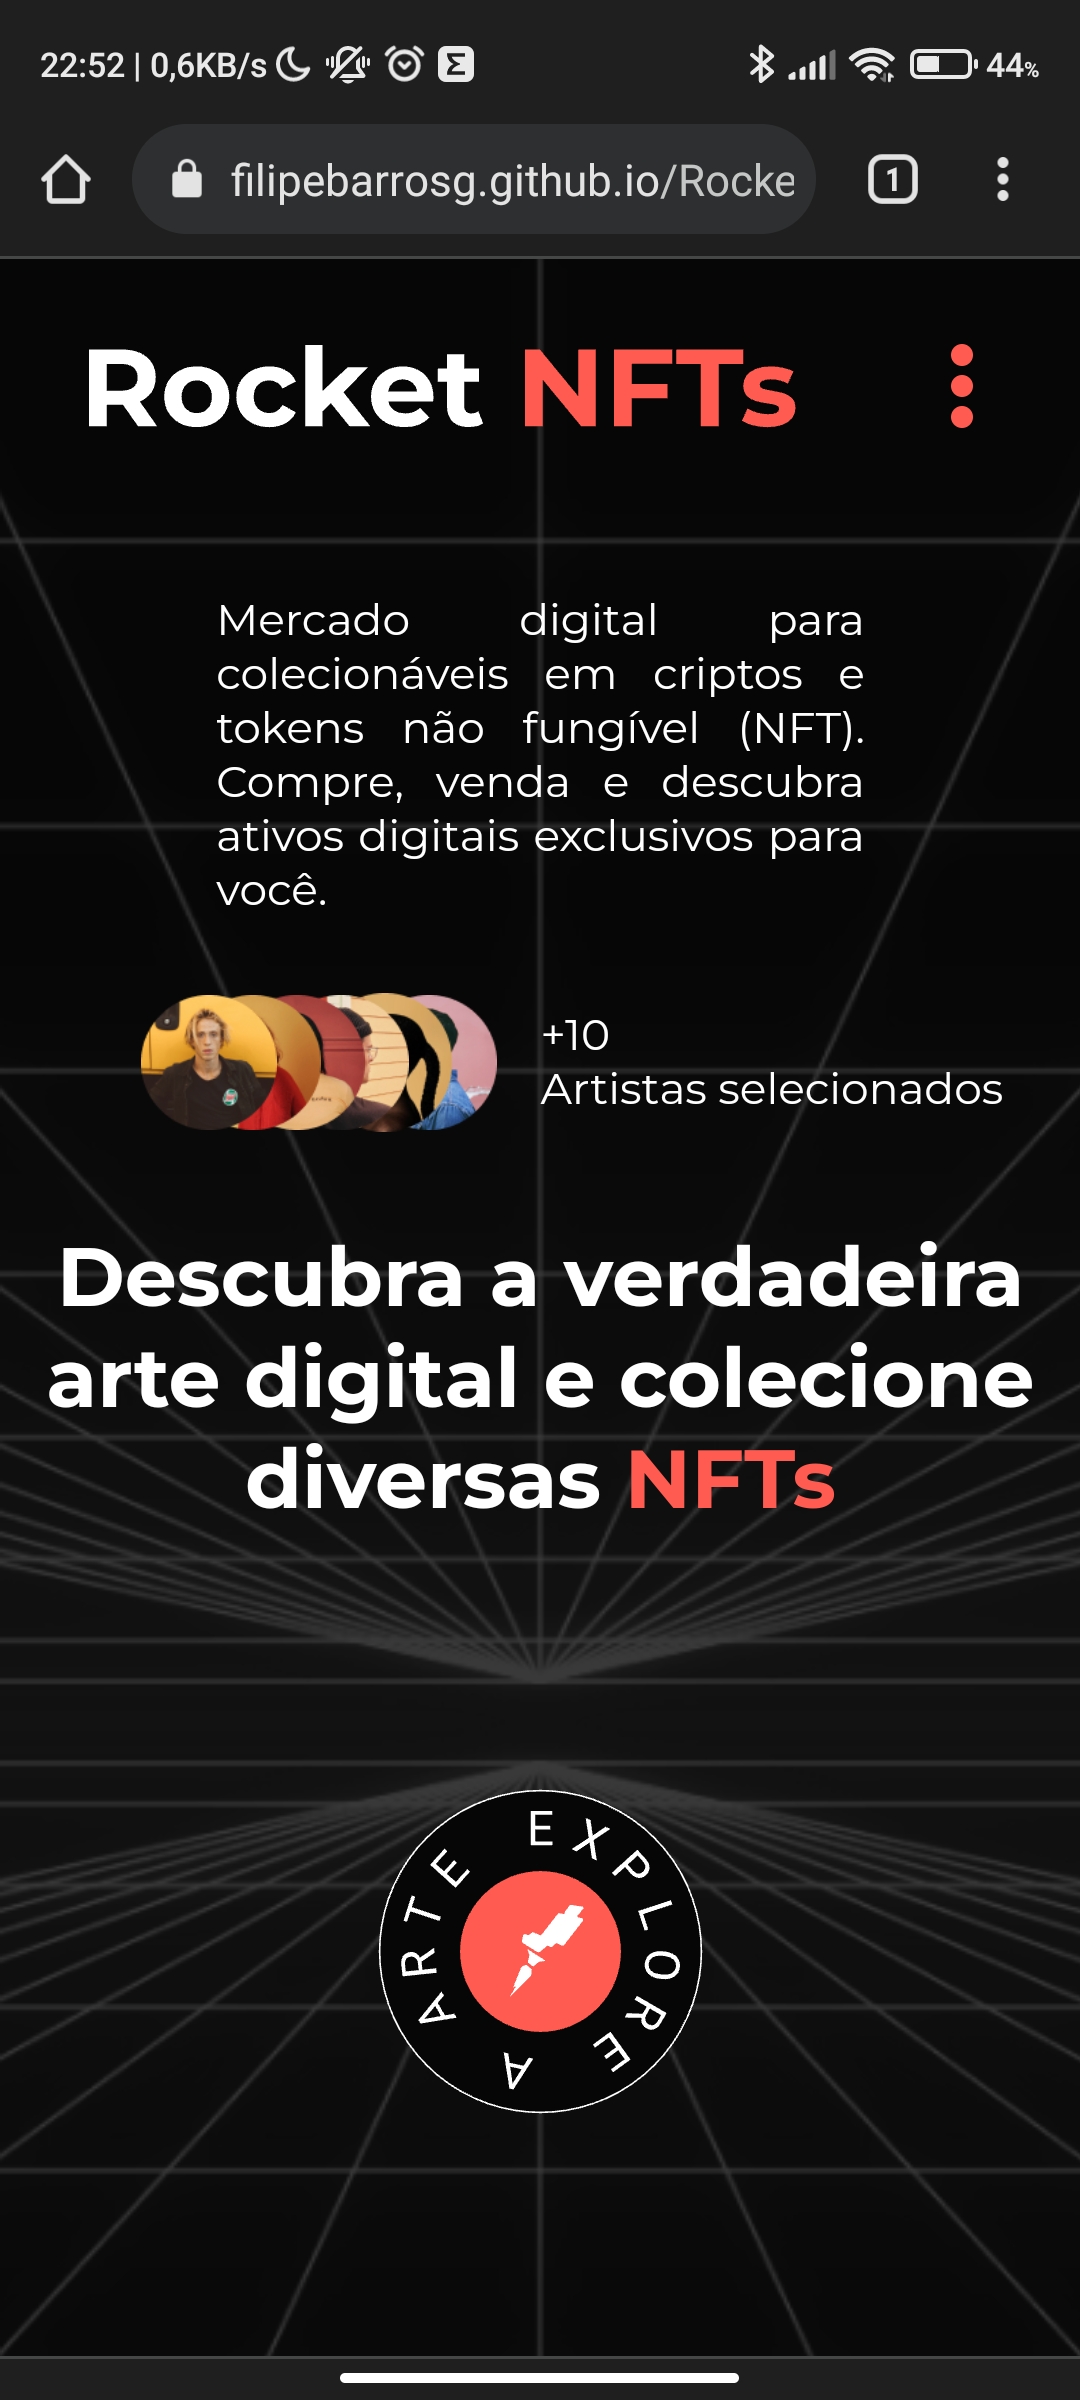 22:52 | 0,6KB/s Σ 44%
filipebarrosg.github.io/Rocke 1
Rocket NFTs
Mercado digital para
colecionáveis em criptos e
tokens não fungível (NFT).
Compre, venda e descubra
ativos digitais exclusivos para
você.
+10
Artistas selecionados
Descubra a verdadeira
arte digital e colecione
diversas NFTs
EXPLORE A ARTE